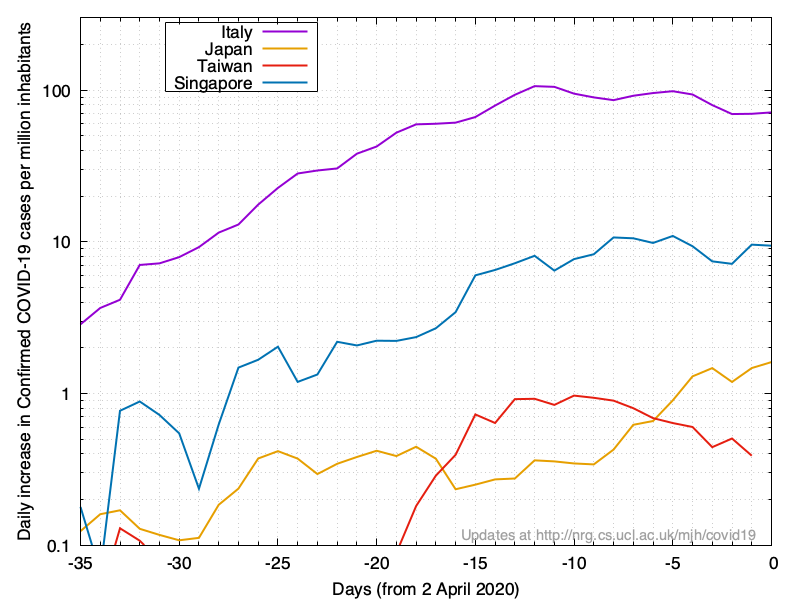 Daily increase in Confirmed COVID-19 cases per million inhabitants
Italy
Japan
Taiwan
Singapore
100
10
1
0.1
Updates at http://nrg.cs.ucl.ac.uk/mjh/covid19
-35 -30 -25 -20 -15 -10 -5 0
Days (from 2 April 2020)